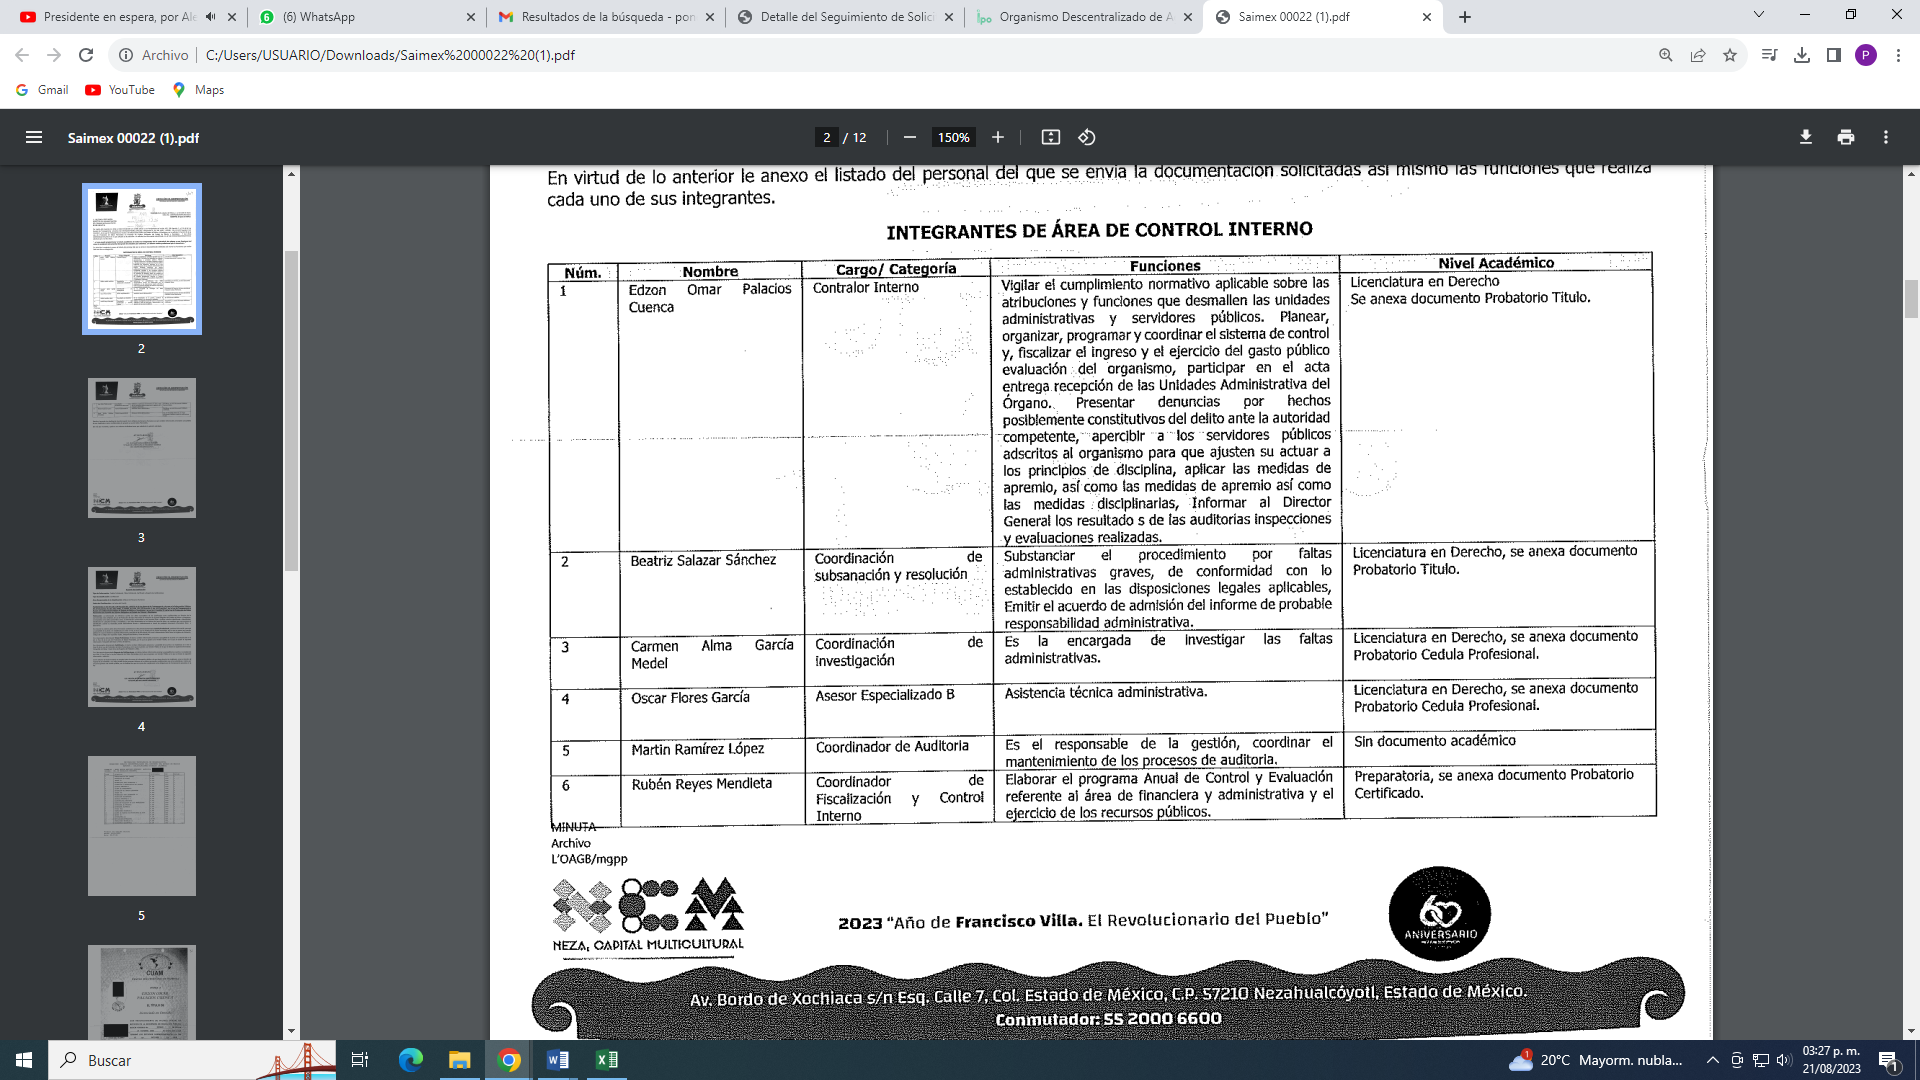 Presidente en espera, por Ale
(6) WhatsApp
Resultados de la búsqueda - pon
Detalle del Seguimiento de Solici
Organismo Descentralizado de A
Saimex 00022 (1).pdf
Archivo
C:/Users/USUARIO/Downloads/Saimex%2000022%20(1).pdf
P
Gmail
YouTube
Maps
Saimex 00022 (1).pdf
2 / 12
150%
2
3
4
5
En virtud de lo anterior le anexo el listado del personal del que se envía la documentación solicitadas así mismo las funciones que realiza
cada uno de sus integrantes.
INTEGRANTES DE ÁREA DE CONTROL INTERNO
Núm. Nombre Cargo/ Categoría Funciones Nivel Académico
1
Edzon Omar Palacios
Cuenca
Contralor Interno
Vigilar el cumplimiento normativo aplicable sobre las
atribuciones y funciones que desmallen las unidades
administrativas y servidores públicos. Planear,
organizar, programar y coordinar el sistema de control
y, fiscalizar el ingreso y el ejercicio del gasto público
evaluación del organismo, participar en el acta
entrega recepción de las Unidades Administrativa del
Órgano. Presentar denuncias por hechos
posiblemente constitutivos del delito ante la autoridad
competente, apercibir a los servidores públicos
adscritos al organismo para que ajusten su actuar a
los principios de disciplina, aplicar las medidas de
apremio, así como las medidas de apremio así como
las medidas disciplinarias, Informar al Director
General los resultado s de las auditorias inspecciones
y evaluaciones realizadas.
Licenciatura en Derecho
Se anexa documento Probatorio Titulo.
2
Beatriz Salazar Sánchez
Coordinación de
subsanación y resolución
Substanciar el procedimiento por faltas
administrativas graves, de conformidad con lo
establecido en las disposiciones legales aplicables,
Emitir el acuerdo de admisión del informe de probable
responsabilidad administrativa.
Licenciatura en Derecho, se anexa documento
Probatorio Titulo.
3
Carmen Alma García
Medel
Coordinación de
investigación
Es la encargada de investigar las faltas
administrativas.
Licenciatura en Derecho, se anexa documento
Probatorio Cedula Profesional.
4
Oscar Flores García
Asesor Especializado B
Asistencia técnica administrativa.
Licenciatura en Derecho, se anexa documento
Probatorio Cedula Profesional.
5
Martin Ramírez López
Coordinador de Auditoria
Es el responsable de la gestión, coordinar el
mantenimiento de los procesos de auditoria.
Sin documento académico
6
Rubén Reyes Mendieta
Coordinador de
Fiscalización y Control
Interno
Elaborar el programa Anual de Control y Evaluación
referente al área de financiera y administrativa y el
ejercicio de los recursos públicos.
Preparatoria, se anexa documento Probatorio
Certificado.
MINUTA
Archivo
L'OAGB/mgpp
NEZA, CAPITAL MULTICULTURAL
2023 "Año de Francisco Villa. El Revolucionario del Pueblo"
60
ANIVERSARIO
Av. Bordo de Xochiaca s/n Esq. Calle 7, Col. Estado de México, C.P. 57210 Nezahualcóyotl, Estado de México.
Conmutador: 55 2000 6600
Buscar
20°C Mayorm. nubla...
03:27 p. m.
21/08/2023